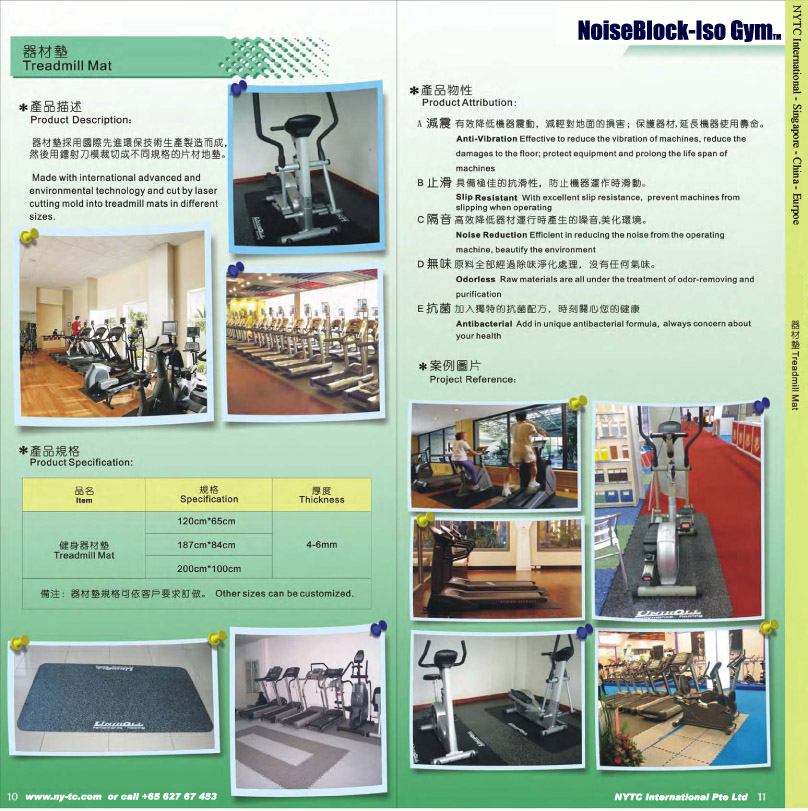 器材墊
Treadmill Mat
✱產品描述
Product Description:
器材墊採用國際先進環保技術生產製造而成,
然後用鐳射刀模裁切成不同規格的片材地墊。
Made with international advanced and
environmental technology and cut by laser
cutting mold into treadmill mats in different
sizes.
✱產品規格
Product Specification:
品名 規格 厚度
Item Specification Thickness
120cm*65cm
健身器材墊 187cm*84cm 4-6mm
Treadmill Mat
200cm*100cm
備注：器材墊規格可依客戶要求訂做。 Other sizes can be customized.
UNIROLL
10 www.ny-tc.com or call +65 627 67 453
NoiseBlock-Iso Gym™
✱產品物性
Product Attribution:
A 減震 有效降低機器震動，減輕對地面的損害；保護器材,延長機器使用壽命。
Anti-Vibration Effective to reduce the vibration of machines, reduce the
damages to the floor; protect equipment and prolong the life span of
machines
B 止滑 具備極佳的抗滑性，防止機器運作時滑動。
Slip Resistant With excellent slip resistance, prevent machines from
slipping when operating
C 隔音 高效降低器材運行時產生的噪音,美化環境。
Noise Reduction Efficient in reducing the noise from the operating
machine, beautify the environment
D 無味 原料全部經過除味淨化處理，沒有任何氣味。
Odorless Raw materials are all under the treatment of odor-removing and
purification
E 抗菌 加入獨特的抗菌配方，時刻關心您的健康
Antibacterial Add in unique antibacterial formula, always concern about
your health
✱案例圖片
Project Reference:
UNIROLL
NYTC International Pte Ltd 11
NYTC International - Singapore - China - Eurpoe
器材墊 Treadmill Mat